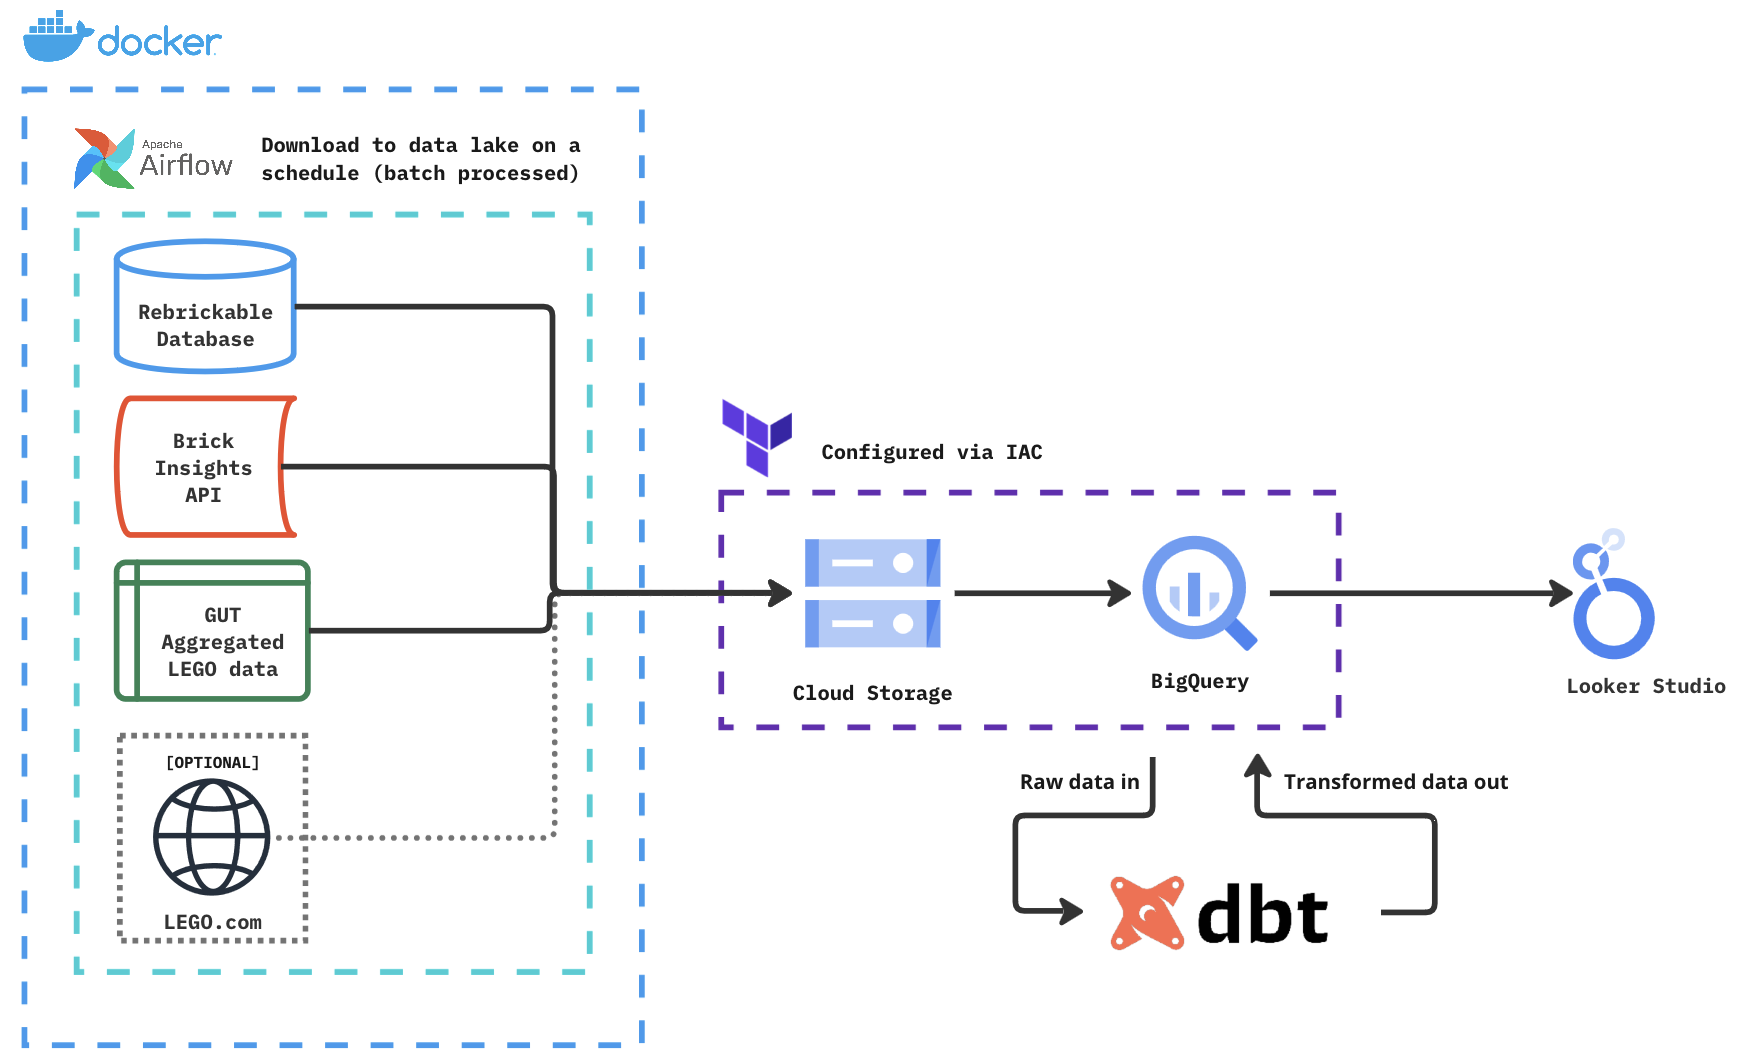 docker
Apache
Airflow
Download to data lake on a
schedule (batch processed)
Rebrickable
Database
Brick
Insights
API
GUT
Aggregated
LEGO data
[OPTIONAL]
LEGO.com
Configured via IAC
Cloud Storage
BigQuery
Looker Studio
Raw data in
Transformed data out
dbt